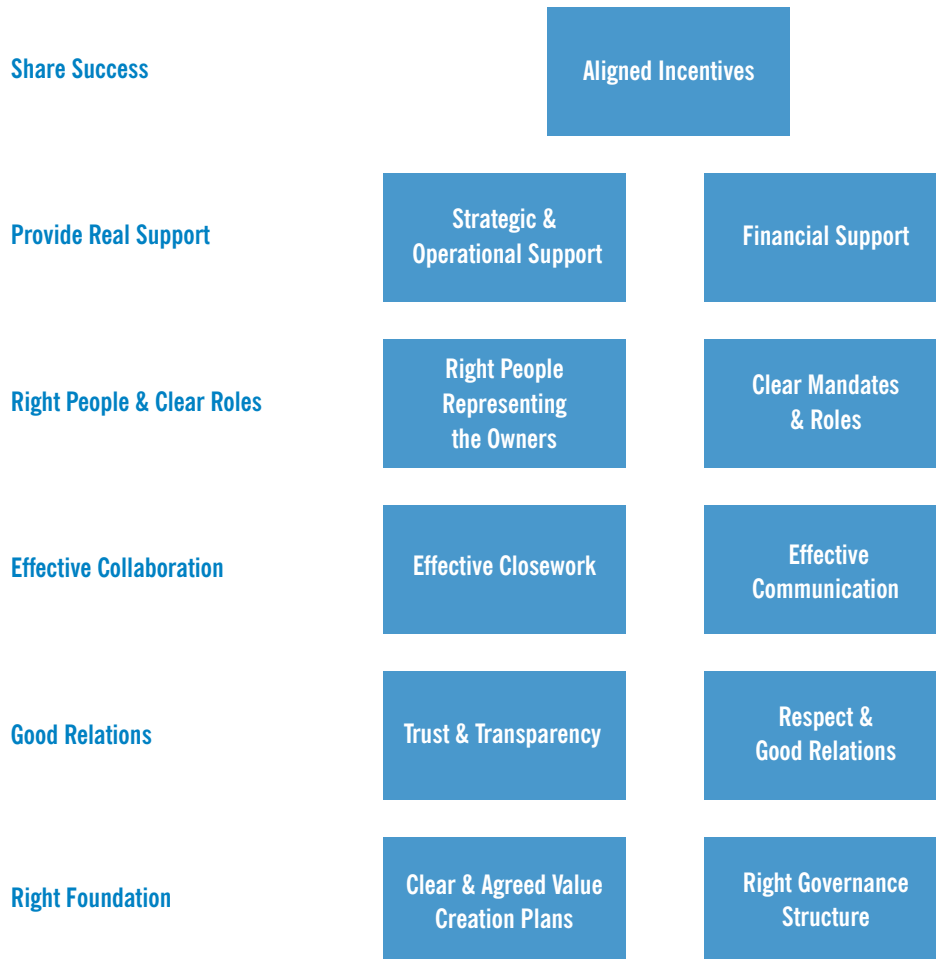 Share Success
Aligned Incentives
Provide Real Support
Strategic &
Operational Support
Financial Support
Right People & Clear Roles
Right People
Representing
the Owners
Clear Mandates
& Roles
Effective Collaboration
Effective Closework
Effective
Communication
Good Relations
Trust & Transparency
Respect &
Good Relations
Right Foundation
Clear & Agreed Value
Creation Plans
Right Governance
Structure